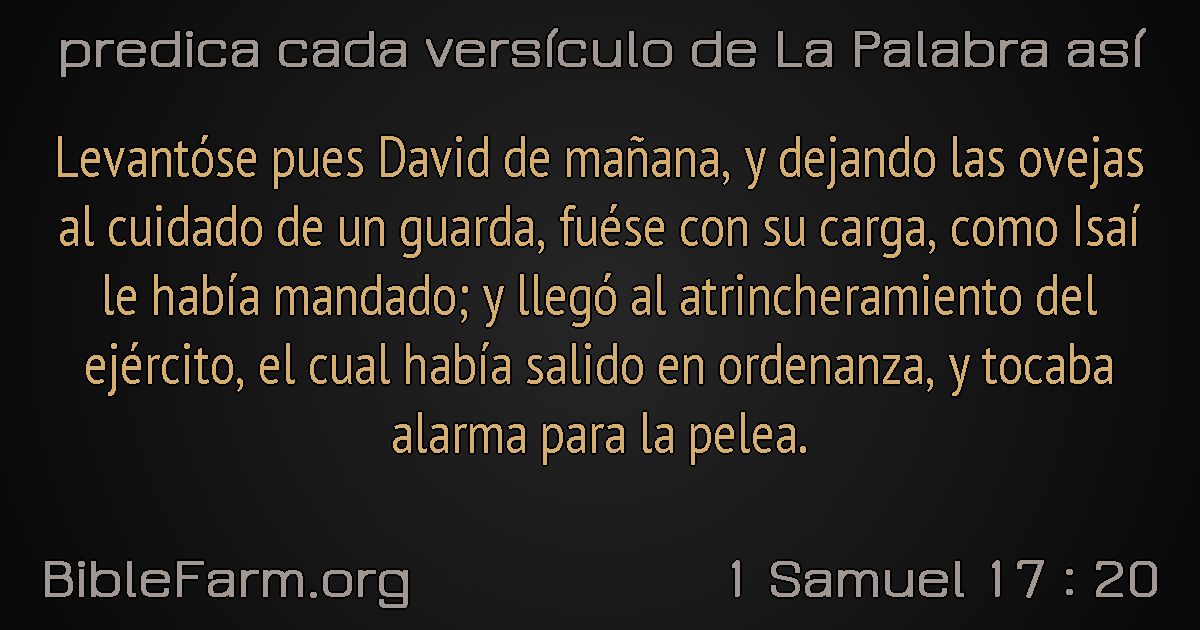 predica cada versículo de La Palabra así
Levantóse pues David de mañana, y dejando las ovejas
al cuidado de un guarda, fuése con su carga, como Isaí
le había mandado; y llegó al atrincheramiento del
ejército, el cual había salido en ordenanza, y tocaba
alarma para la pelea.
BibleFarm.org
1 Samuel 17 : 20